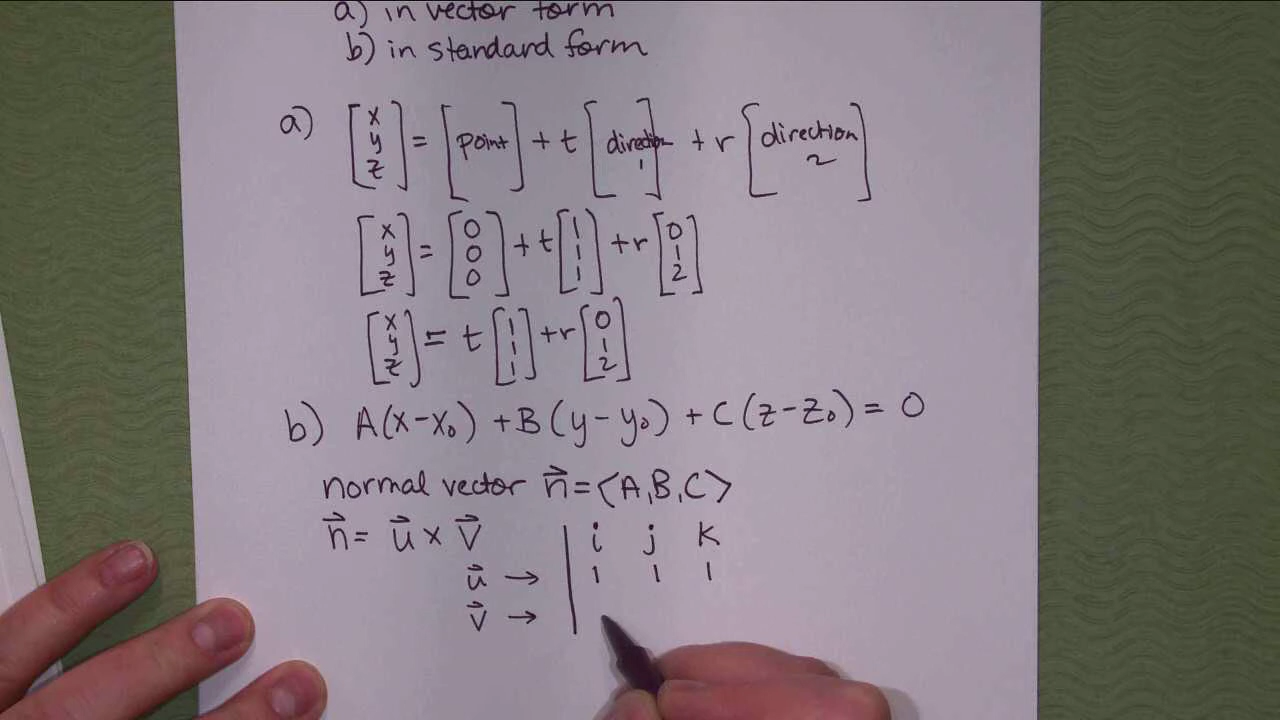 a) in vector form
b) in standard form
a) [x y z] = [point] + t [direction 1] + r [direction 2]
[x y z] = [0 0 0] + t [1 1 1] + r [0 1 2]
[x y z] = t [1 1 1] + r [0 1 2]
b) A(x-x₀) + B(y-y₀) + C(z-z₀) = 0
normal vector n⃗ = ⟨A, B, C⟩
n⃗ = u⃗ × v⃗ | i j k
u⃗ → | 1 1 1
v⃗ → |